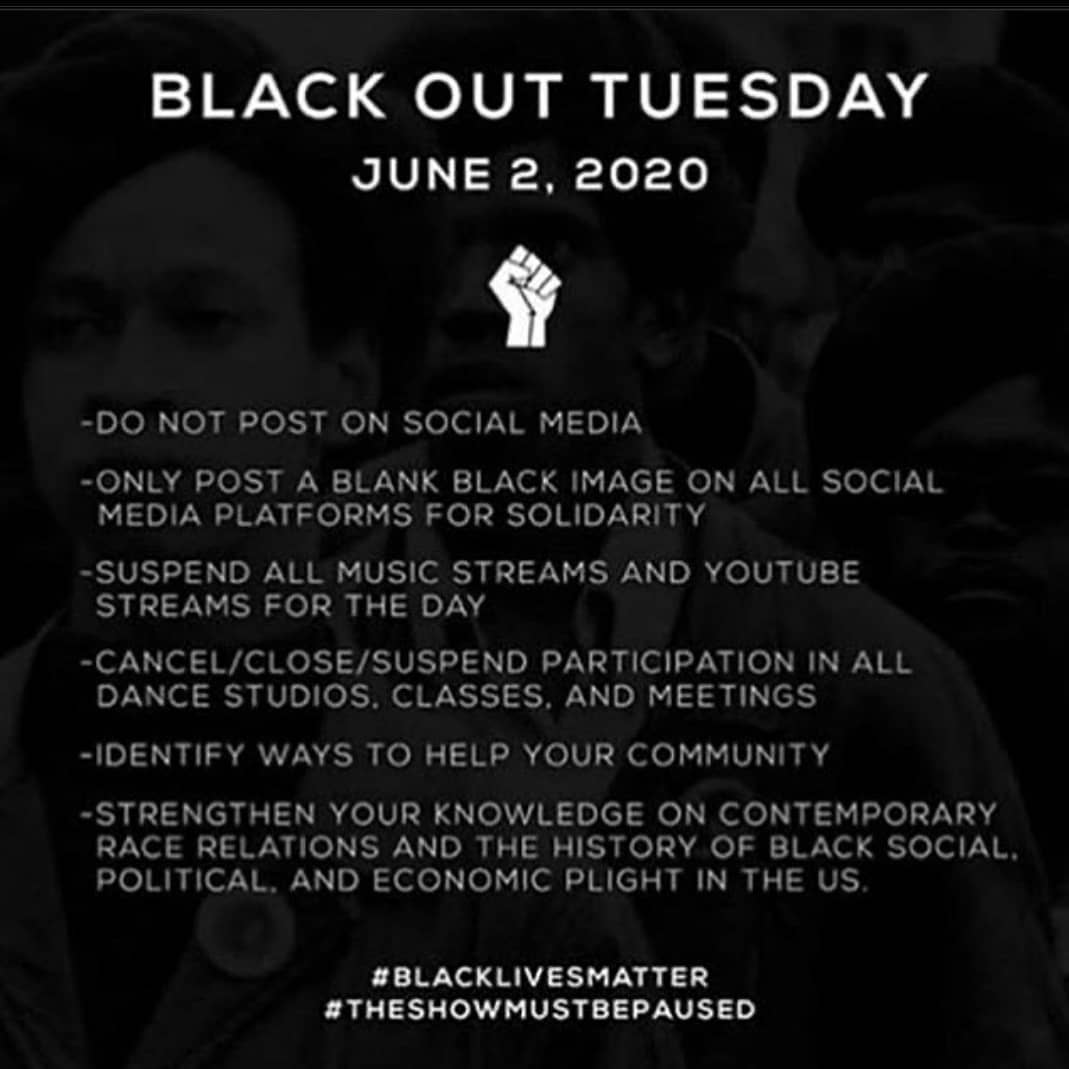 BLACK OUT TUESDAY
JUNE 2, 2020
-DO NOT POST ON SOCIAL MEDIA
-ONLY POST A BLANK BLACK IMAGE ON ALL SOCIAL
MEDIA PLATFORMS FOR SOLIDARITY
-SUSPEND ALL MUSIC STREAMS AND YOUTUBE
STREAMS FOR THE DAY
-CANCEL/CLOSE/SUSPEND PARTICIPATION IN ALL
DANCE STUDIOS, CLASSES, AND MEETINGS
-IDENTIFY WAYS TO HELP YOUR COMMUNITY
-STRENGTHEN YOUR KNOWLEDGE ON CONTEMPORARY
RACE RELATIONS AND THE HISTORY OF BLACK SOCIAL,
POLITICAL, AND ECONOMIC PLIGHT IN THE US.
#BLACKLIVESMATTER
#THESHOWMUSTBEPAUSED